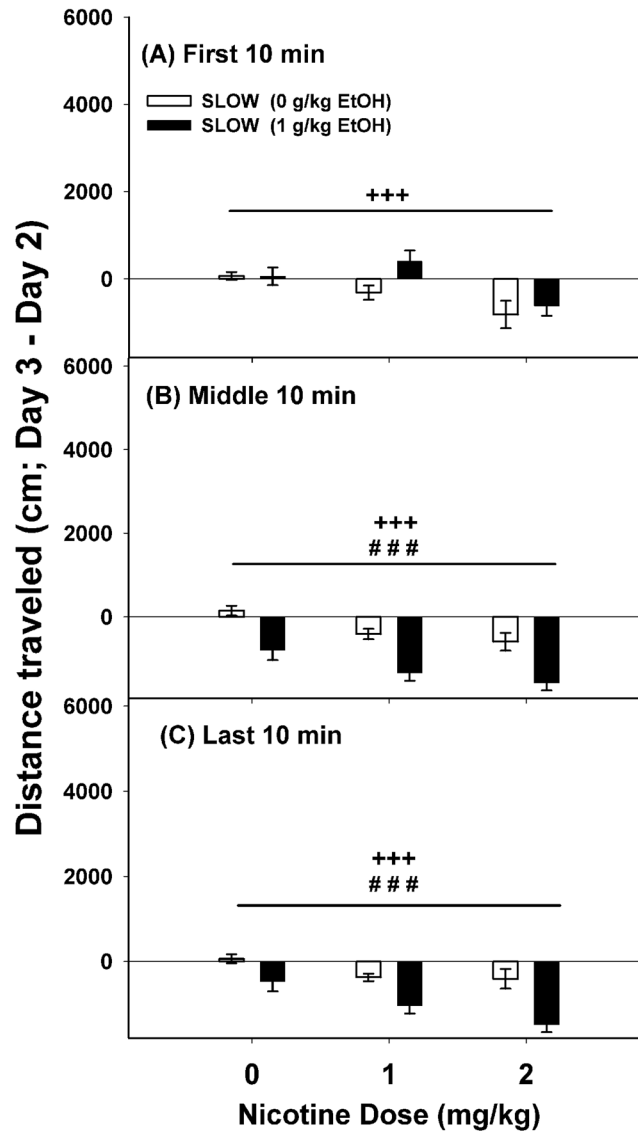 Distance traveled (cm; Day 3 - Day 2)
(A) First 10 min
SLOW (0 g/kg EtOH)
SLOW (1 g/kg EtOH)
6000
4000
2000
0
+++
(B) Middle 10 min
6000
4000
2000
0
+++
# # #
(C) Last 10 min
6000
4000
2000
0
+++
# # #
0 1 2
Nicotine Dose (mg/kg)